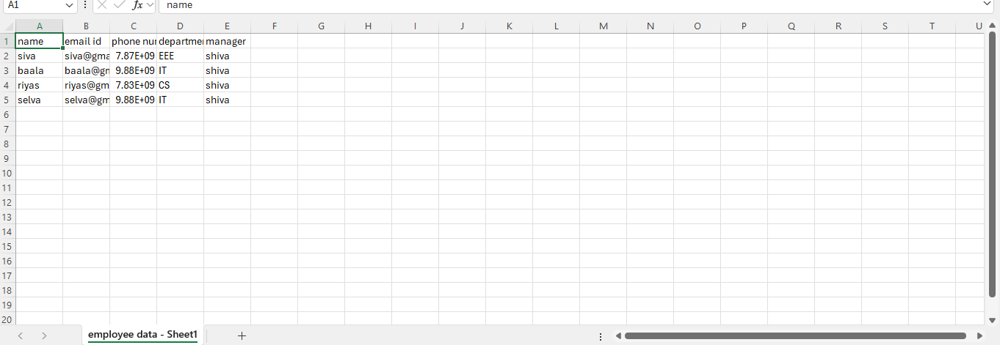 A1 fx name
A B C D E F G H I J K L M N O P Q R S T U
1 name email id phone nur departmer manager
2 siva siva@gma 7.87E+09 EEE shiva
3 baala baala@gn 9.88E+09 IT shiva
4 riyas riyas@gm 7.83E+09 CS shiva
5 selva selva@gm 9.88E+09 IT shiva
6
7
8
9
10
11
12
13
14
15
16
17
18
19
20
employee data - Sheet1